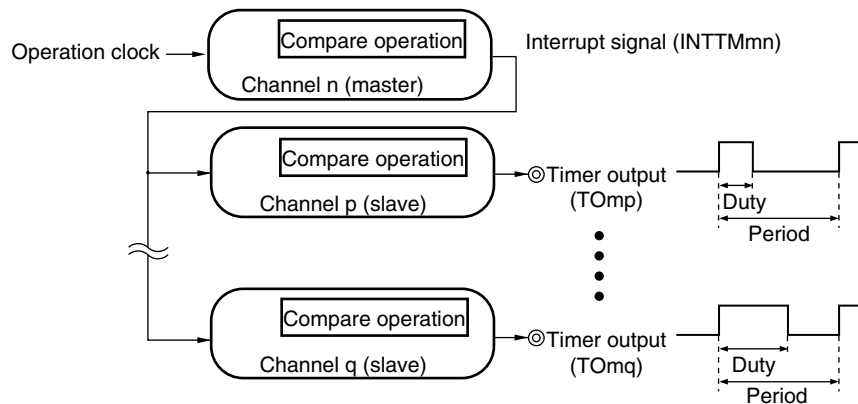 Compare operation
Operation clock
Interrupt signal (INTTMmn)
Channel n (master)
Compare operation
Channel p (slave)
Timer output
(TOmp)
Duty
Period
Compare operation
Channel q (slave)
Timer output
(TOmq)
Duty
Period